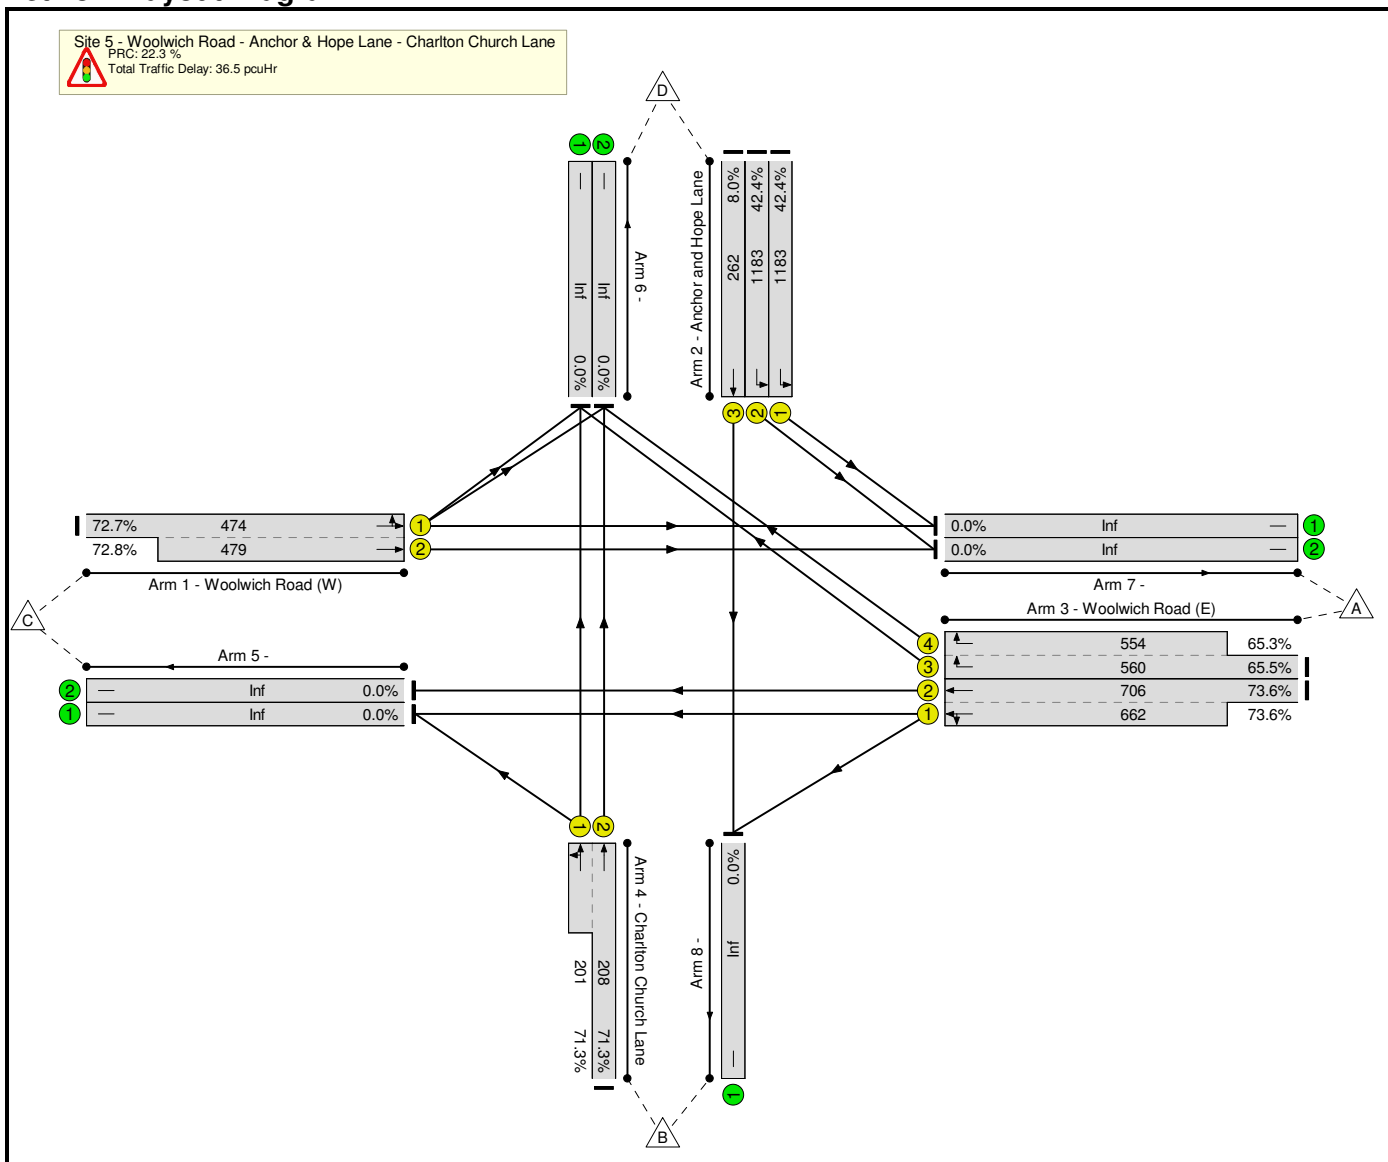 Site 5 - Woolwich Road - Anchor & Hope Lane - Charlton Church Lane
PRC: 22.3 %
Total Traffic Delay: 36.5 pcuHr
D
1
2
Inf
0.0%
Inf
0.0%
Arm 6 -
Arm 2 - Anchor and Hope Lane
8.0%
262
42.4%
1183
42.4%
1183
3
2
1
72.7%
474
1
72.8%
479
2
Arm 1 - Woolwich Road (W)
C
0.0%
Inf
1
0.0%
Inf
2
Arm 7 -
Arm 3 - Woolwich Road (E)
A
4
554
65.3%
3
560
65.5%
2
706
73.6%
1
662
73.6%
Arm 5 -
2
Inf
0.0%
1
Inf
0.0%
1
2
201
71.3%
208
71.3%
Arm 4 - Charlton Church Lane
Arm 8 -
0.0%
Inf
1
B